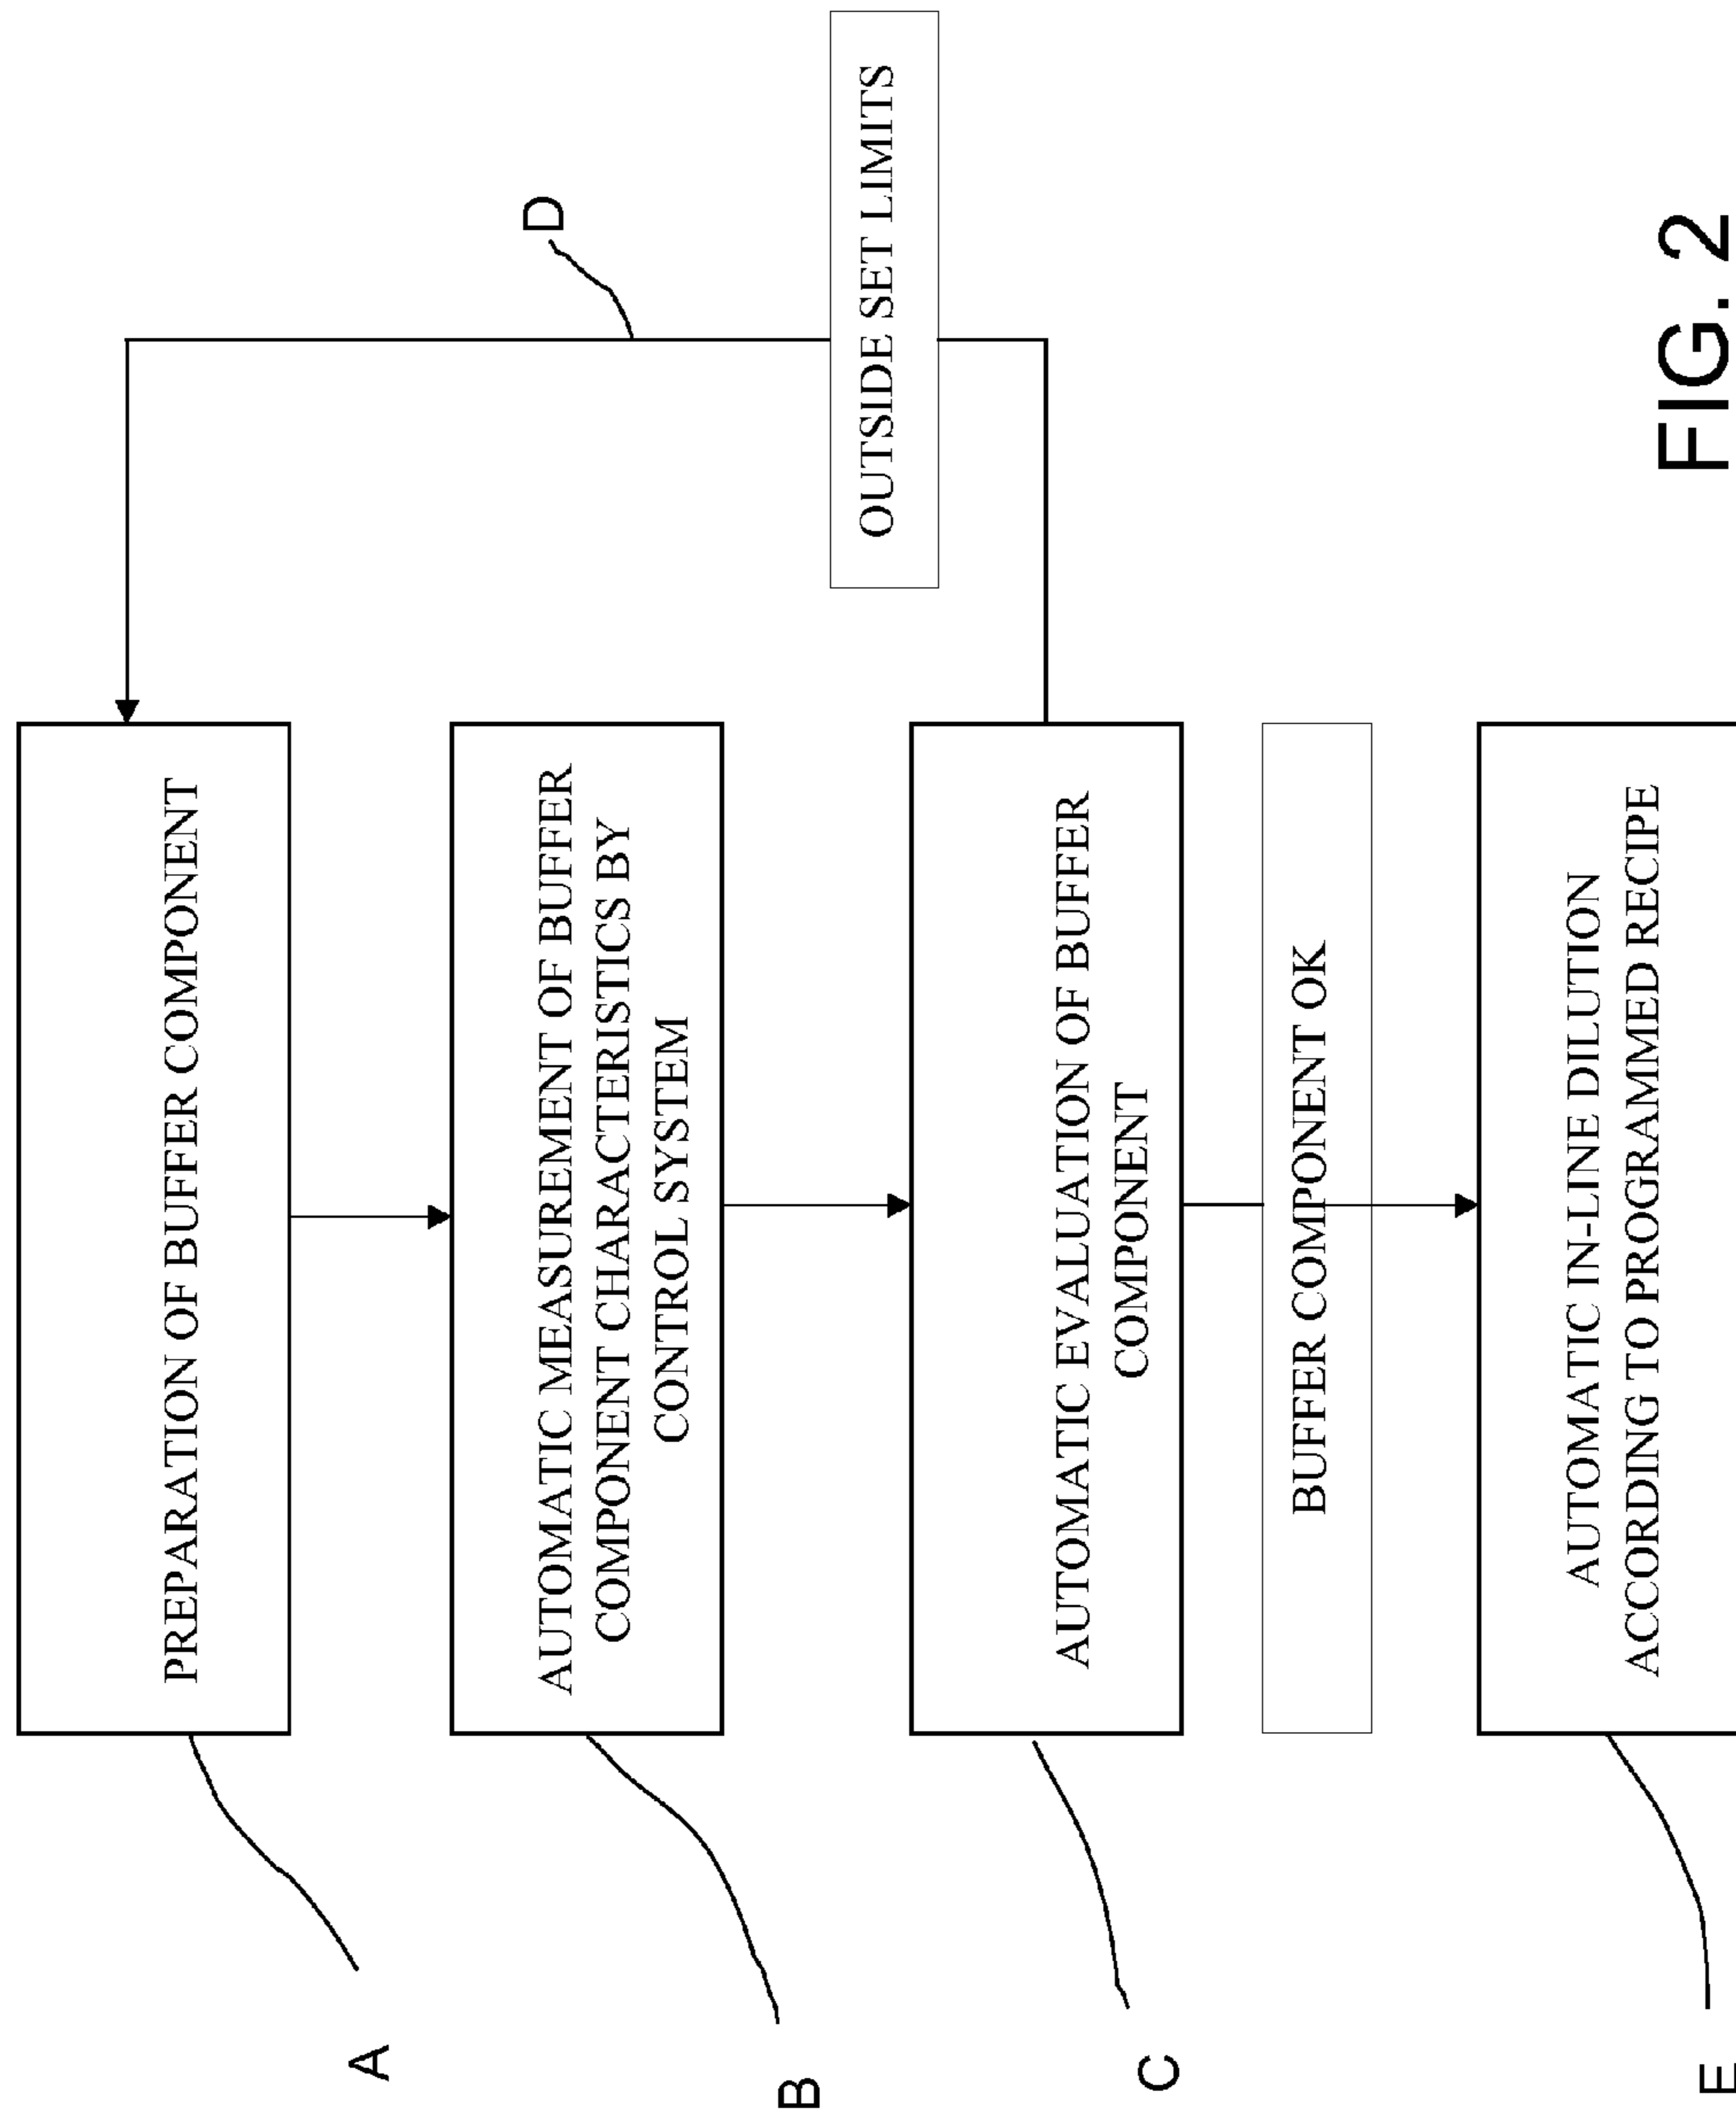 A
PREPARATION OF BUFFER COMPONENT
D
B
AUTOMATIC MEASUREMENT OF BUFFER
COMPONENT CHARACTERISTICS BY
CONTROL SYSTEM
OUTSIDE SET LIMITS
C
AUTOMATIC EVALUATION OF BUFFER
COMPONENT
BUFFER COMPONENT OK
E
AUTOMATIC IN-LINE DILUTION
ACCORDING TO PROGRAMMED RECIPE
FIG. 2